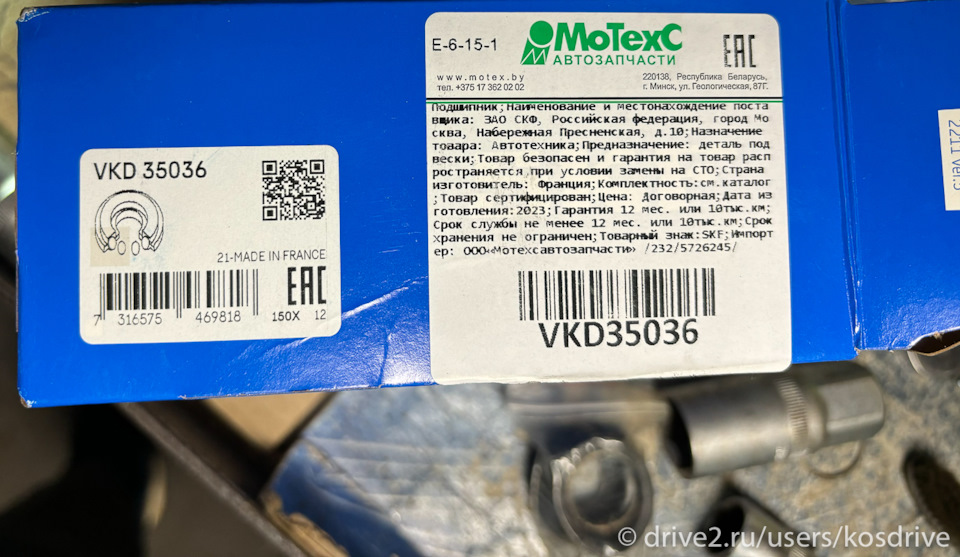 VKD 35036
21-MADE IN FRANCE
EAC
7 316575 469818 150X 12
E-6-15-1
МоТехС
АВТОЗАПЧАСТИ
EAC
www.motex.by
тел. +375 17 362 02 02
220138, Республика Беларусь,
г. Минск, ул. Геологическая, 87Г.
Подшипник;Наименование и местонахождение поста
вщика: ЗАО СКФ, Российская федерация, город Мо
сква, Набережная Пресненская, д.10;Назначение
товара: Автотехника;Предназначение: деталь под
вески;Товар безопасен и гарантия на товар расп
ространяется при условии замены на СТО;Страна
изготовитель: Франция;Комплектность:см.каталог
;Товар сертифицирован;Цена: Договорная;Дата из
готовления:2023;Гарантия 12 мес. или 10тыс.км;
Срок службы не менее 12 мес. или 10тыс.км;Срок
хранения не ограничен;Товарный знак:SKF;Импорт
ер: ООО«Мотехсавтозапчасти» /232/5726245/
VKD35036
© drive2.ru/users/kosdrive